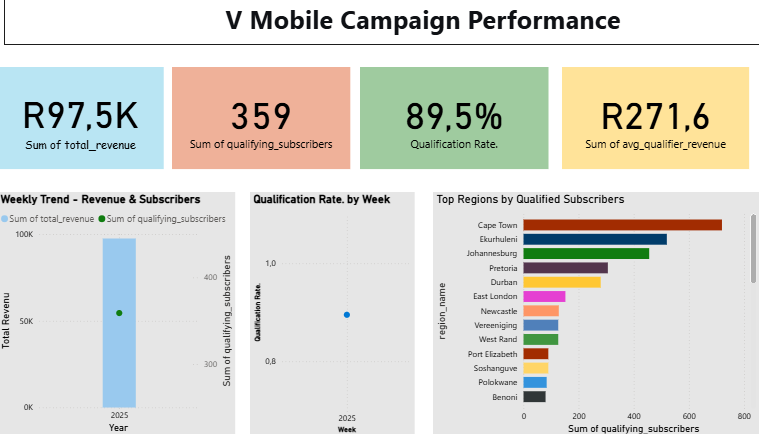 V Mobile Campaign Performance
R97,5K
Sum of total_revenue
359
Sum of qualifying_subscribers
89,5%
Qualification Rate.
R271,6
Sum of avg_qualifier_revenue
Weekly Trend - Revenue & Subscribers
Sum of total_revenue Sum of qualifying_subscribers
100K
50K
0K
Total Revenu
400
300
Sum of qualifying_subscribers
2025
Year
Qualification Rate. by Week
1,0
0,8
Qualification Rate.
2025
Week
Top Regions by Qualified Subscribers
region_name
Cape Town
Ekurhuleni
Johannesburg
Pretoria
Durban
East London
Newcastle
Vereeniging
West Rand
Port Elizabeth
Soshanguve
Polokwane
Benoni
0 200 400 600 800
Sum of qualifying_subscribers